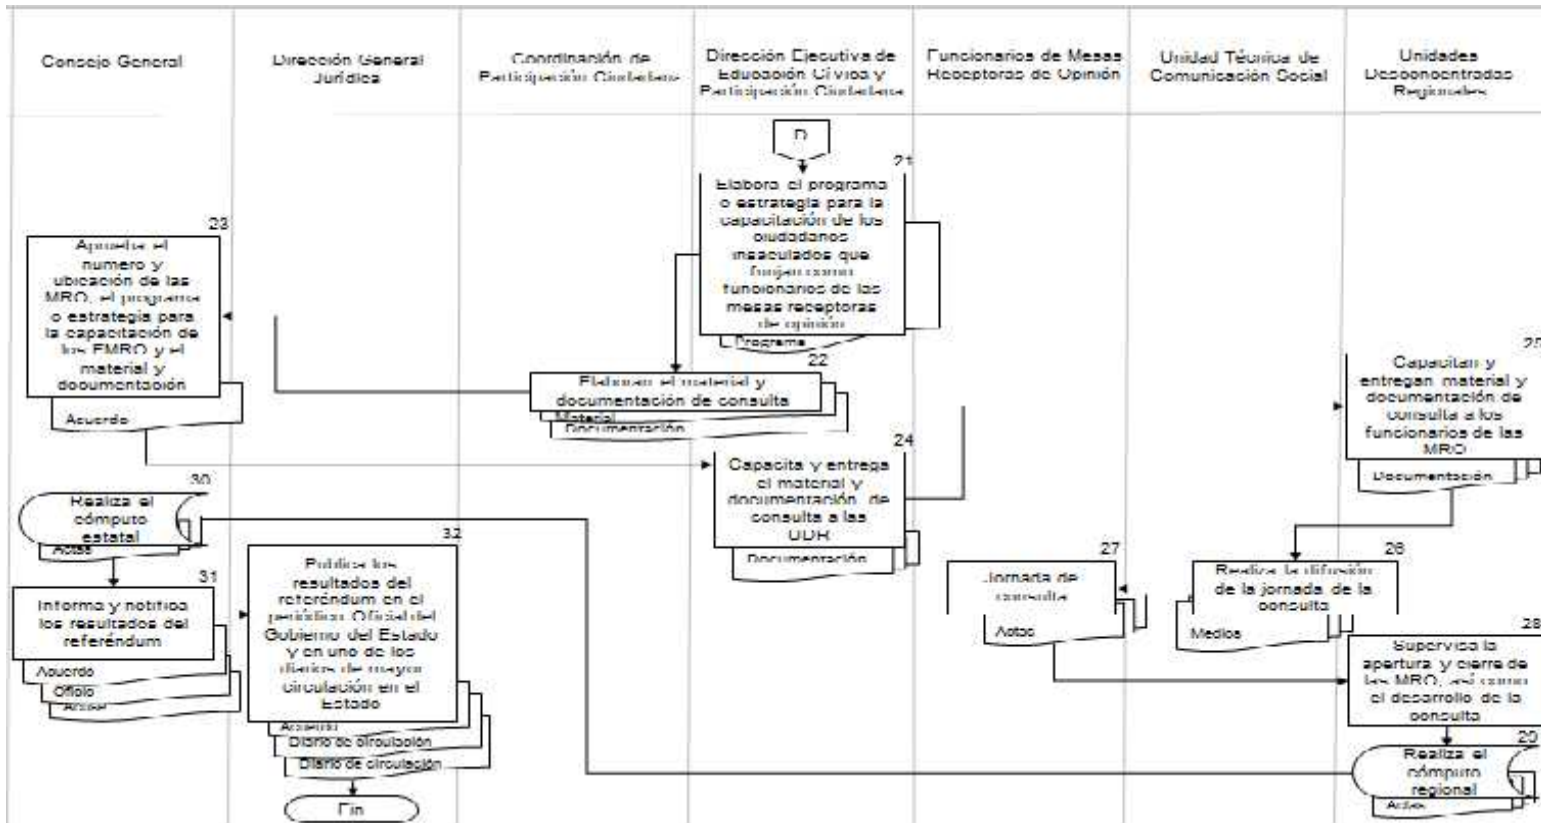 Consejo General
Dirección General
Jurídica
Coordinación de
Participación Ciudadana
Dirección Ejecutiva de
Educación Cívica y
Participación Ciudadana
Funcionarios de Mesas
Receptoras de Opinión
Unidad Técnica de
Comunicación Social
Unidades
Desconcentradas
Regionales
D
21
Elabora el programa
o estrategia para la
capacitación de los
ciudadanos
insaculados que
funjan como
funcionarios de las
mesas receptoras
de opinión
Programa
22
Elaboran el material y
documentación de consulta
Material
Documentación
23
Aprueba el
numero y
ubicación de las
MRO, el programa
o estrategia para
la capacitación de
los FMRO y el
material y
documentación
Acuerdo
24
Capacita y entrega
el material y
documentación de
consulta a las
UDR
Documentación
25
Capacitan y
entregan material y
documentación de
consulta a los
funcionarios de las
MRO
Documentación
26
Realiza la difusión
de la jornada de la
consulta
Medios
27
Jornada de
consulta
Actas
28
Supervisa la
apertura y cierre de
las MRO, así como
el desarrollo de la
consulta
29
Realiza el
cómputo
regional
Actas
30
Realiza el
cómputo
estatal
Actas
31
Informa y notifica
los resultados del
referéndum
Acuerdo
Oficio
32
Publica los
resultados del
referéndum en el
periódico Oficial del
Gobierno del Estado
y en uno de los
diarios de mayor
circulación en el
Estado
Acuerdo
Diario de circulación
Diario de circulación
Fin